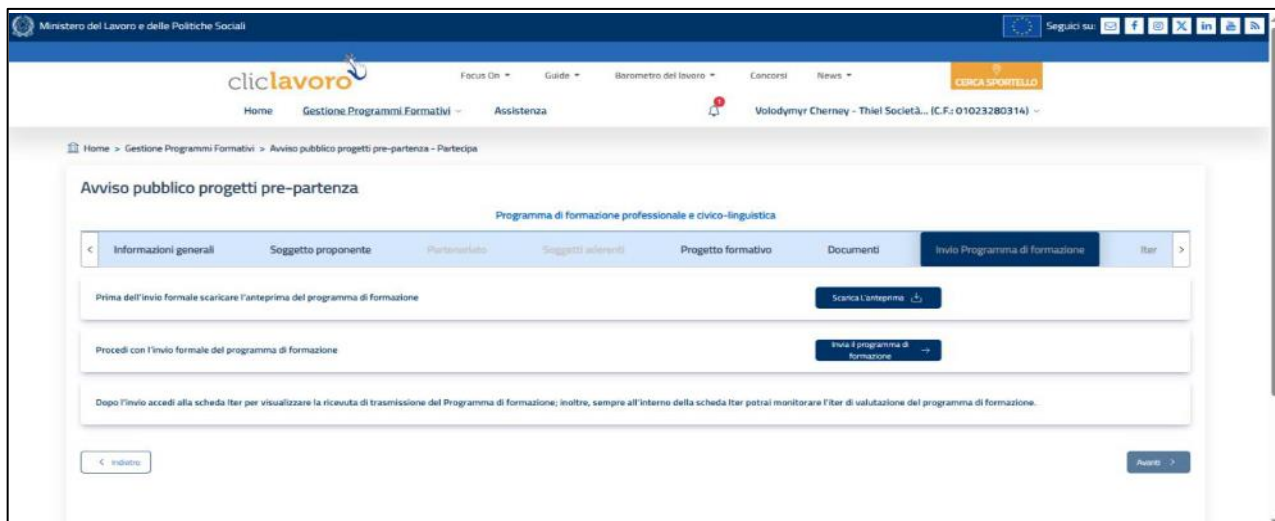 Ministero del Lavoro e delle Politiche Sociali
Seguici su:
cliclavoro
Focus On
Guide
Barometro del lavoro
Concorsi
News
CERCA SPORTELLO
Home
Gestione Programmi Formativi
Assistenza
Volodymyr Cherney - Thiel Società... (C.F.: 01023280314)
Home > Gestione Programmi Formativi > Avviso pubblico progetti pre-partenza - Partecipa
Avviso pubblico progetti pre-partenza
Programma di formazione professionale e civico-linguistica
< Informazioni generali
Soggetto proponente
Partenariato
Soggetti aderenti
Progetto formativo
Documenti
Invio Programma di formazione
Iter >
Prima dell'invio formale scaricare l'anteprima del programma di formazione
Scarica L'anteprima
Procedi con l'invio formale del programma di formazione
Invia il programma di
formazione
Dopo l'invio accedi alla scheda Iter per visualizzare la ricevuta di trasmissione del Programma di formazione; inoltre, sempre all'interno della scheda Iter potrai monitorare l'iter di valutazione del programma di formazione.
< Indietro
Avanti >